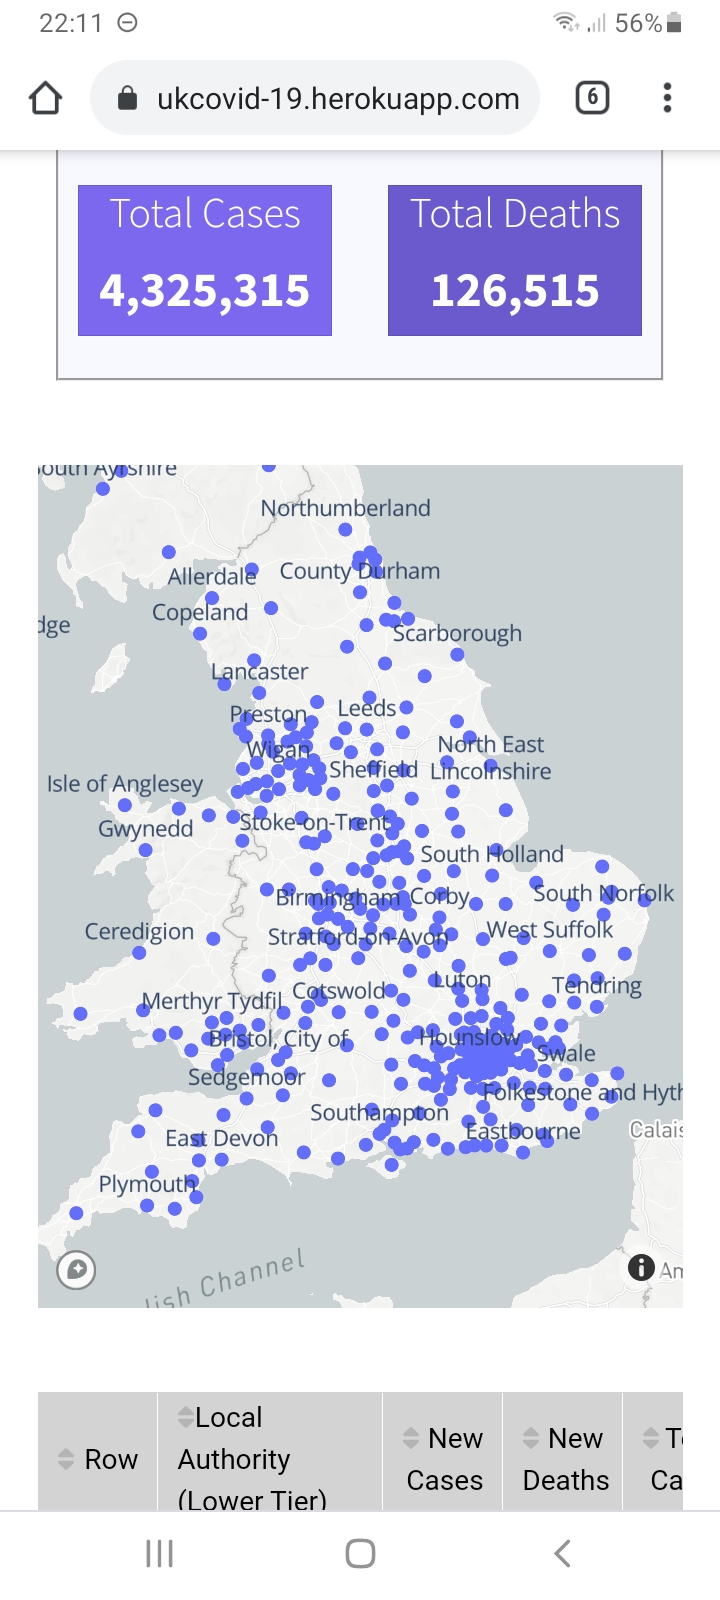 22:11
56%
ukcovid-19.herokuapp.com
6
Total Cases
Total Deaths
4,325,315
126,515
outh Ayrshire
Northumberland
Allerdale
County Durham
Copeland
dge
Scarborough
Lancaster
Preston
Leeds
Wigan
North East
Lincolnshire
Sheffield
Isle of Anglesey
Gwynedd
Stoke-on-Trent
South Holland
Birmingham
Corby
South Norfolk
Ceredigion
Stratford-on-Avon
West Suffolk
Luton
Tendring
Merthyr Tydfil
Cotswold
Bristol, City of
Hounslow
Swale
Sedgemoor
Folkestone and Hyth
Southampton
Eastbourne
Calais
East Devon
Plymouth
lish Channel
Am
Row
Local
Authority
(Lower Tier)
New
Cases
New
Deaths
To
Ca